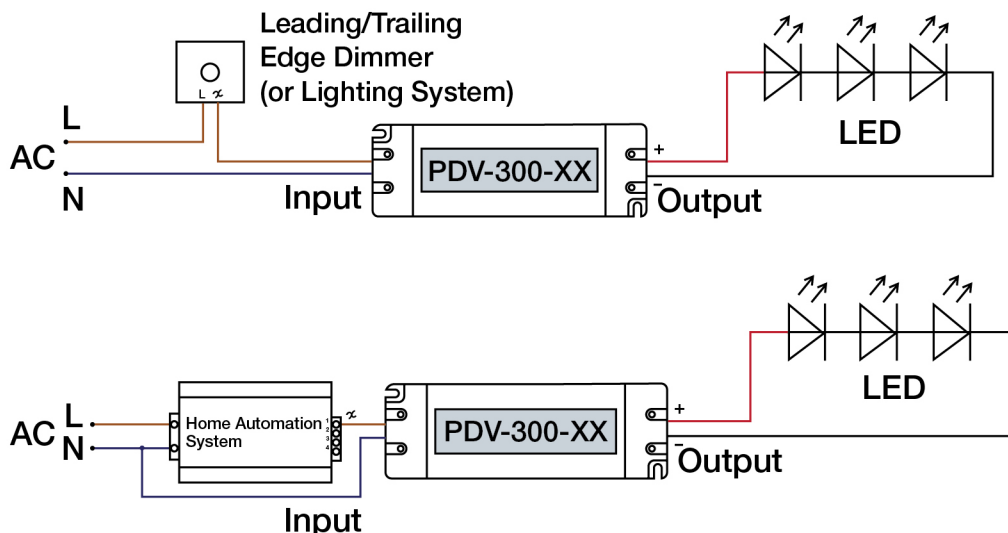 Leading/Trailing
Edge Dimmer
(or Lighting System)
L ⁓
L
AC
N
Input
PDV-300-XX
+
-
Output
LED
L
AC
N
Home Automation
System
1
2
3
4
Input
PDV-300-XX
+
-
Output
LED